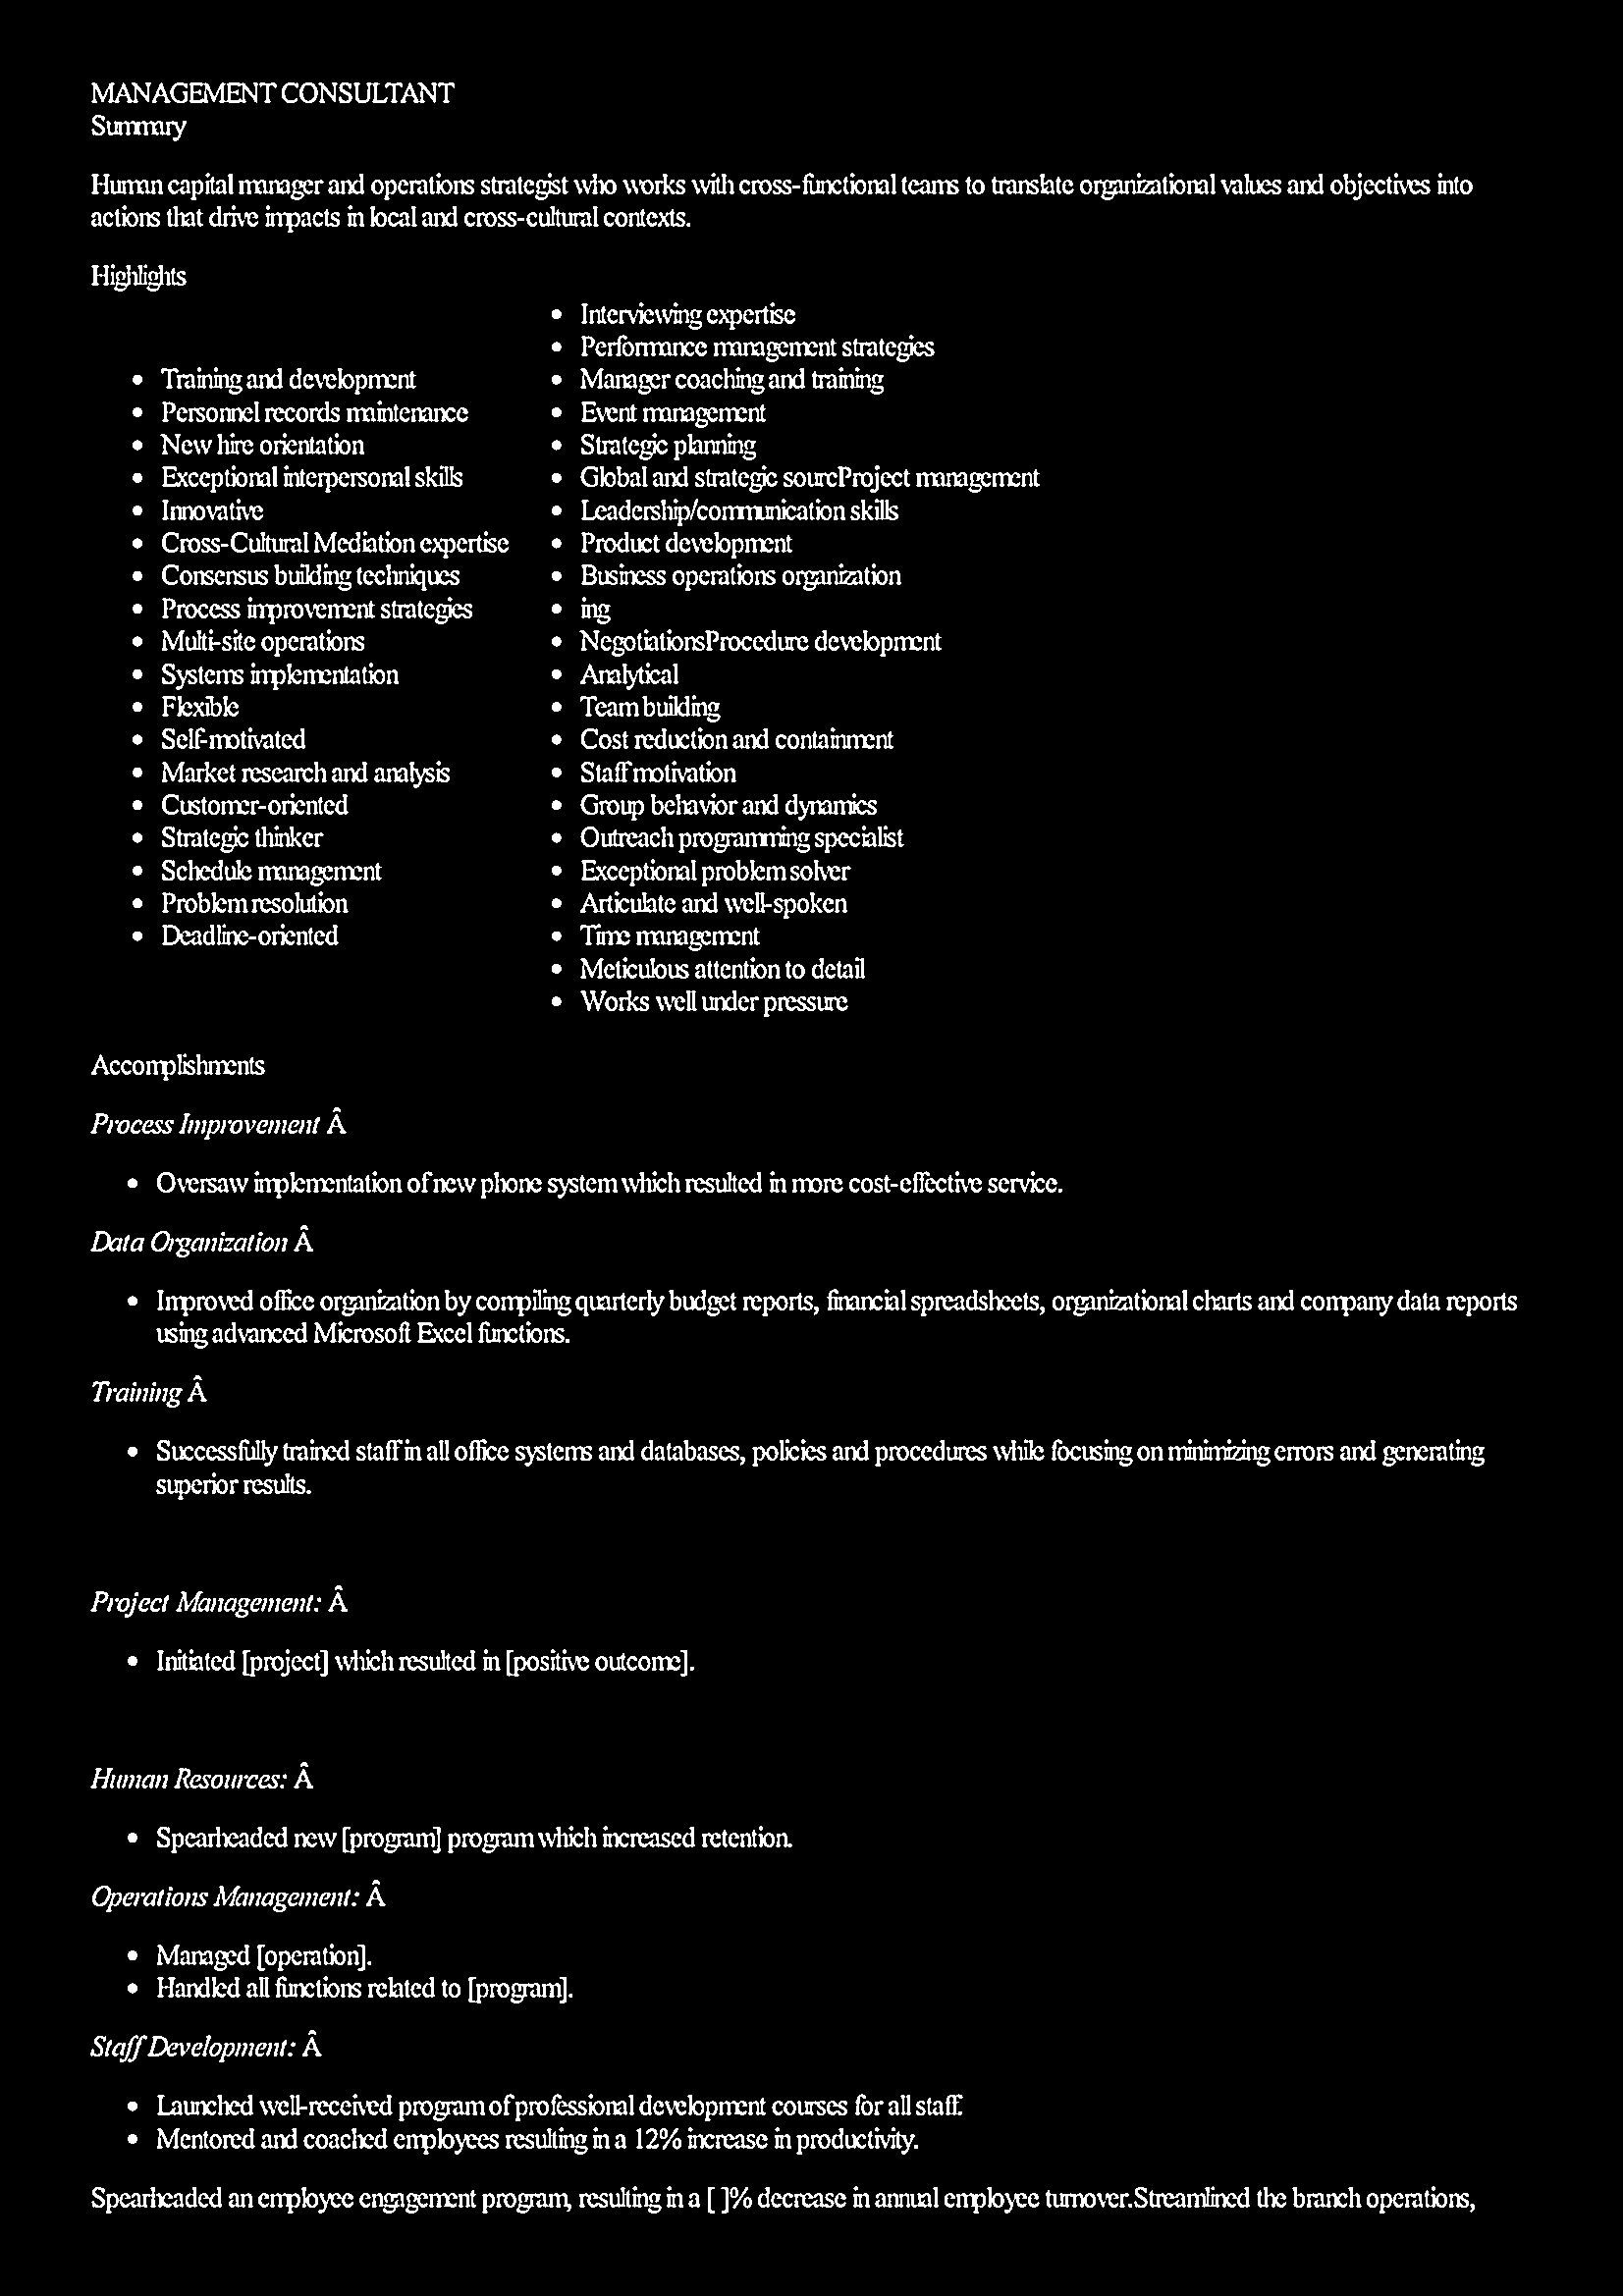 MANAGEMENT CONSULTANT
Summary
Human capital manager and operations strategist who works with cross-functional teams to translate organizational values and objectives into
actions that drive impacts in local and cross-cultural contexts.
Highlights
• Training and development
• Personnel records maintenance
• New hire orientation
• Exceptional interpersonal skills
• Innovative
• Cross-Cultural Mediation expertise
• Consensus building techniques
• Process improvement strategies
• Multi-site operations
• Systems implementation
• Flexible
• Self-motivated
• Market research and analysis
• Customer-oriented
• Strategic thinker
• Schedule management
• Problem resolution
• Deadline-oriented
• Interviewing expertise
• Performance management strategies
• Manager coaching and training
• Event management
• Strategic planning
• Global and strategic sourcProject management
• Leadership/communication skills
• Product development
• Business operations organization
• ing
• NegotiationsProcedure development
• Analytical
• Team building
• Cost reduction and containment
• Staff motivation
• Group behavior and dynamics
• Outreach programming specialist
• Exceptional problem solver
• Articulate and well-spoken
• Time management
• Meticulous attention to detail
• Works well under pressure
Accomplishments
Process Improvement Â
• Oversaw implementation of new phone system which resulted in more cost-effective service.
Data Organization Â
• Improved office organization by compiling quarterly budget reports, financial spreadsheets, organizational charts and company data reports
using advanced Microsoft Excel functions.
Training Â
• Successfully trained staff in all office systems and databases, policies and procedures while focusing on minimizing errors and generating
superior results.
Project Management: Â
• Initiated [project] which resulted in [positive outcome].
Human Resources: Â
• Spearheaded new [program] program which increased retention.
Operations Management: Â
• Managed [operation].
• Handled all functions related to [program].
Staff Development: Â
• Launched well-received program of professional development courses for all staff.
• Mentored and coached employees resulting in a 12% increase in productivity.
Spearheaded an employee engagement program, resulting in a [ ]% decrease in annual employee turnover.Streamlined the branch operations,